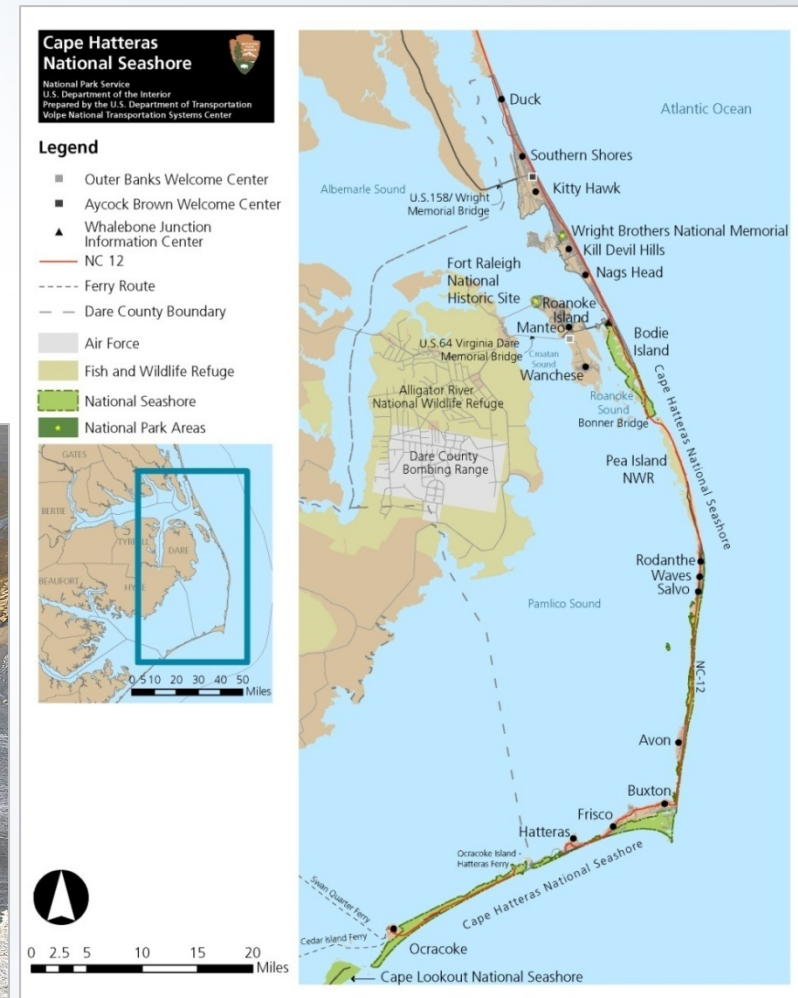 Cape Hatteras
National Seashore
National Park Service
U.S. Department of the Interior
Prepared by the U.S. Department of Transportation
Volpe National Transportation Systems Center
Legend
Outer Banks Welcome Center
Aycock Brown Welcome Center
Whalebone Junction
Information Center
NC 12
Ferry Route
Dare County Boundary
Air Force
Fish and Wildlife Refuge
National Seashore
National Park Areas
GATES
BERTIE
TYRRELL
DARE
BEAUFORT
HYDE
0 5 10 20 30 40 50
Miles
0 2.5 5 10 15 20
Miles
Duck
Atlantic Ocean
Southern Shores
Albemarle Sound
U.S.158/ Wright
Memorial Bridge
Kitty Hawk
Wright Brothers National Memorial
Kill Devil Hills
Nags Head
Fort Raleigh
National
Historic Site
Roanoke
Island
Manteo
Bodie
Island
U.S.64 Virginia Dare
Memorial Bridge
Croatan
Sound
Wanchese
Alligator River
National Wildlife Refuge
Roanoke
Sound
Bonner Bridge
Cape Hatteras National Seashore
Dare County
Bombing Range
Pea Island
NWR
Rodanthe
Waves
Salvo
Pamlico Sound
NC-12
Avon
Buxton
Frisco
Hatteras
Ocracoke Island -
Hatteras Ferry
Cape Hatteras National Seashore
Swan Quarter Ferry
Cedar Island Ferry
Ocracoke
Cape Lookout National Seashore